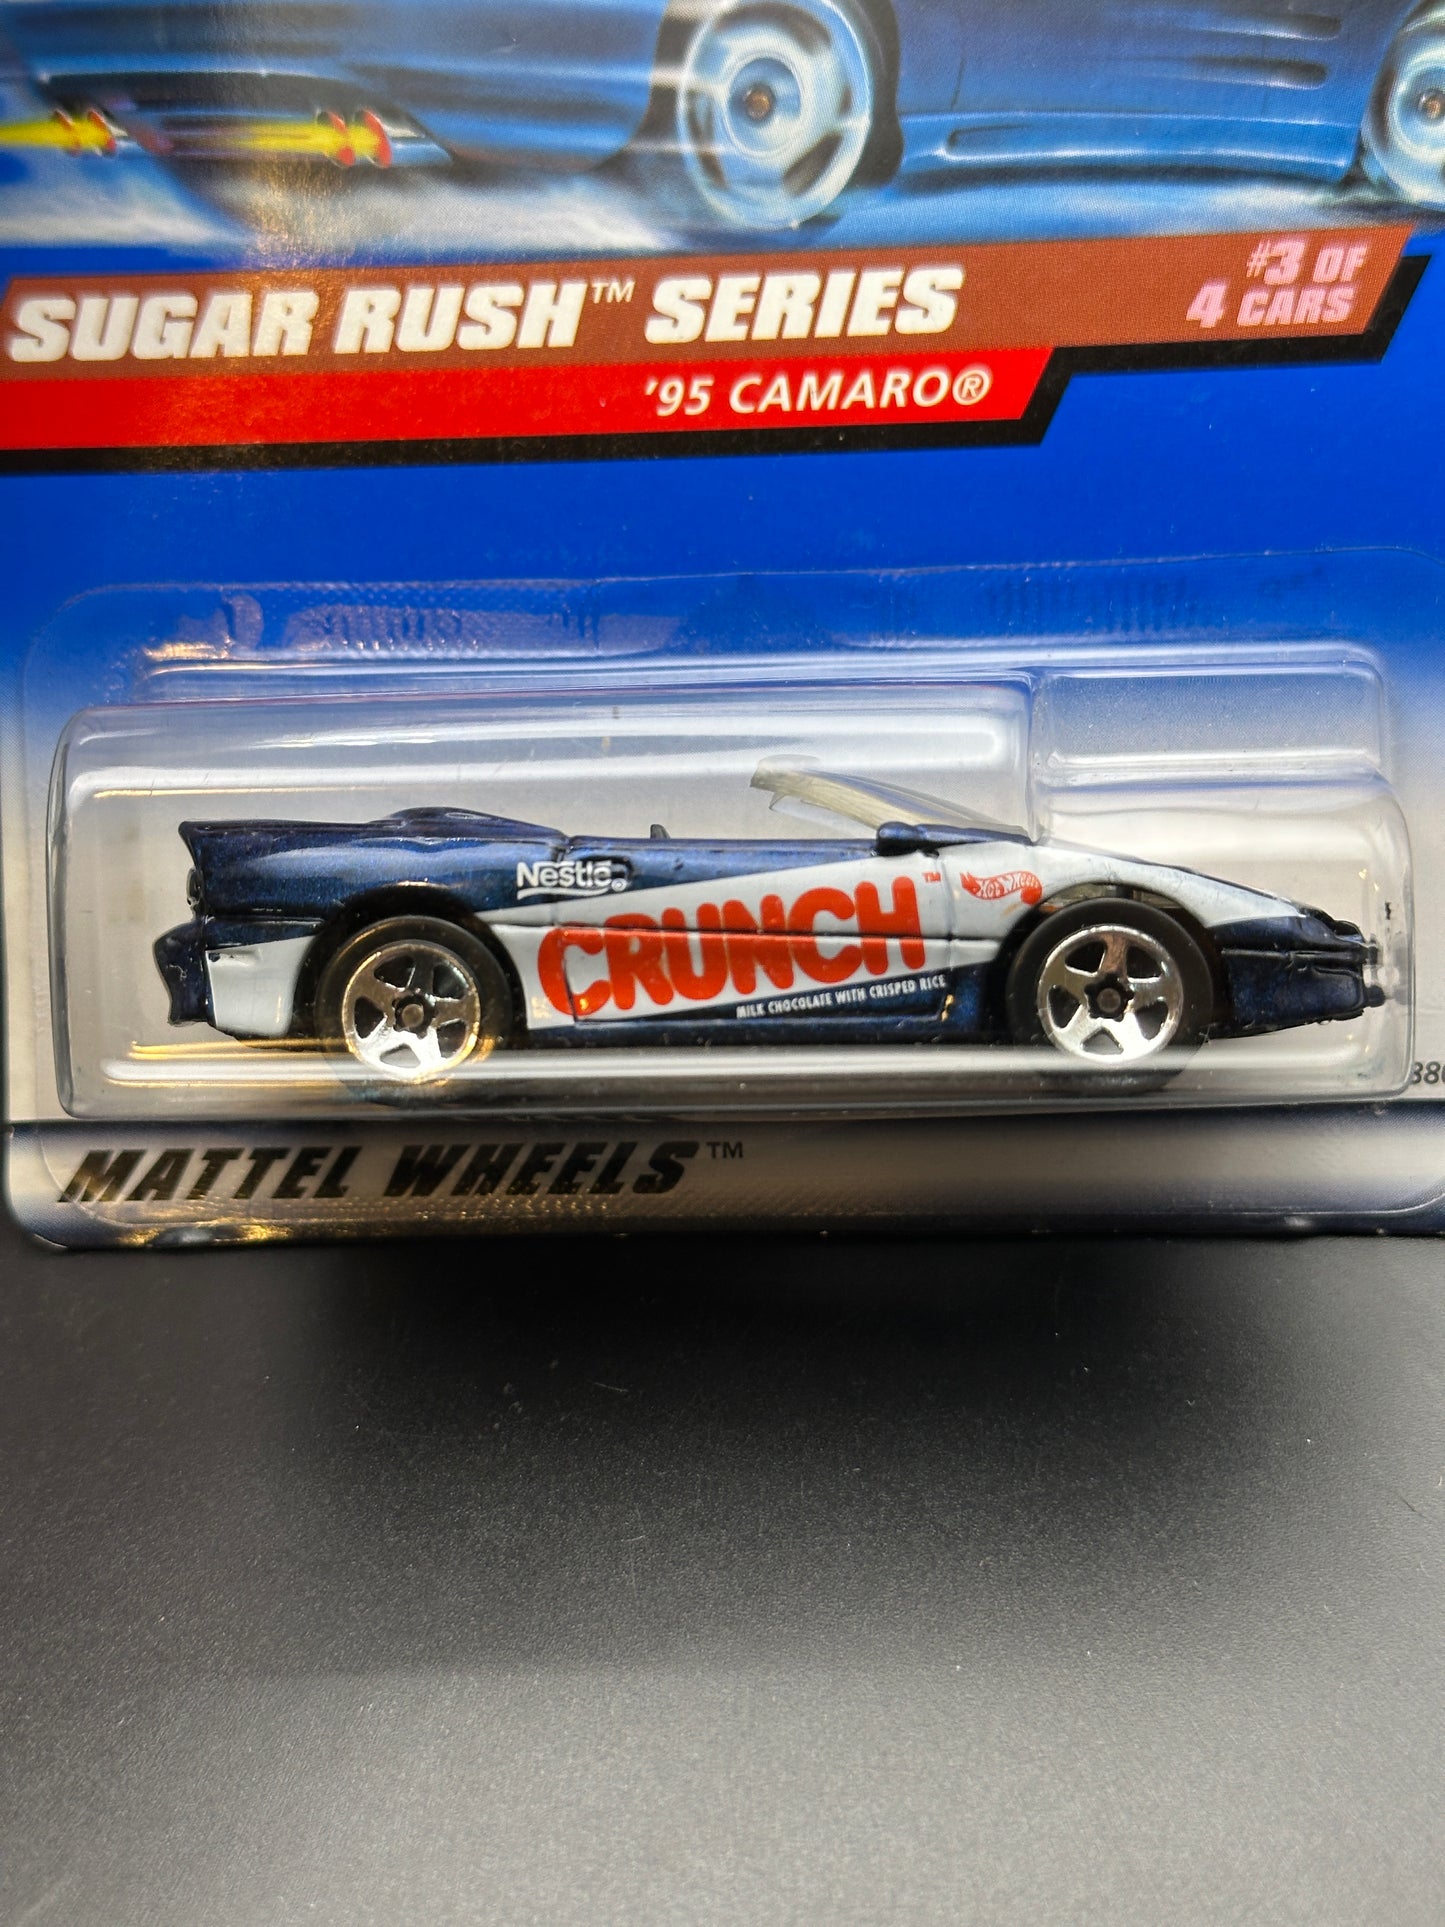 SUGAR RUSH™ SERIES
#3 OF
4 CARS
'95 CAMARO®
Nestlé®
CRUNCH™
Hot Wheels
MILK CHOCOLATE WITH CRISPED RICE
MATTEL WHEELS™